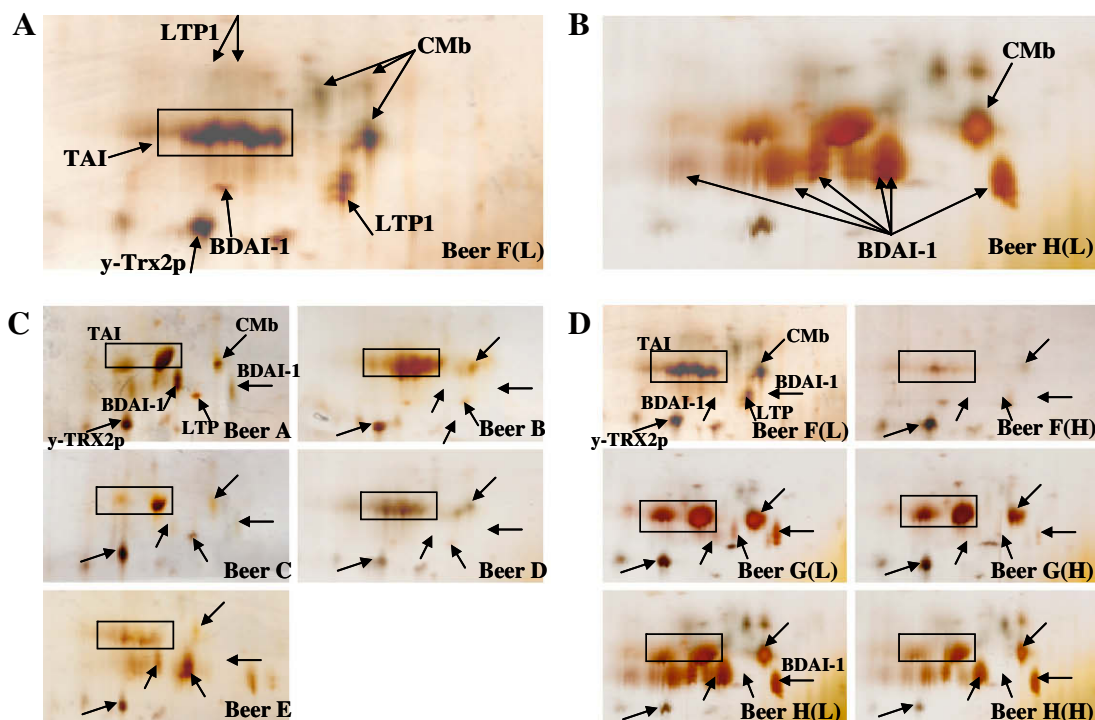 A
LTP1
CMb
TAI
LTP1
BDAI-1
y-Trx2p
Beer F(L)
B
CMb
BDAI-1
Beer H(L)
C
TAI
CMb
BDAI-1
BDAI-1
LTP
y-TRX2p
Beer A
Beer B
Beer C
Beer D
Beer E
D
TAI
CMb
BDAI-1
BDAI-1
LTP
y-TRX2p
Beer F(L)
Beer F(H)
Beer G(L)
Beer G(H)
BDAI-1
Beer H(L)
Beer H(H)